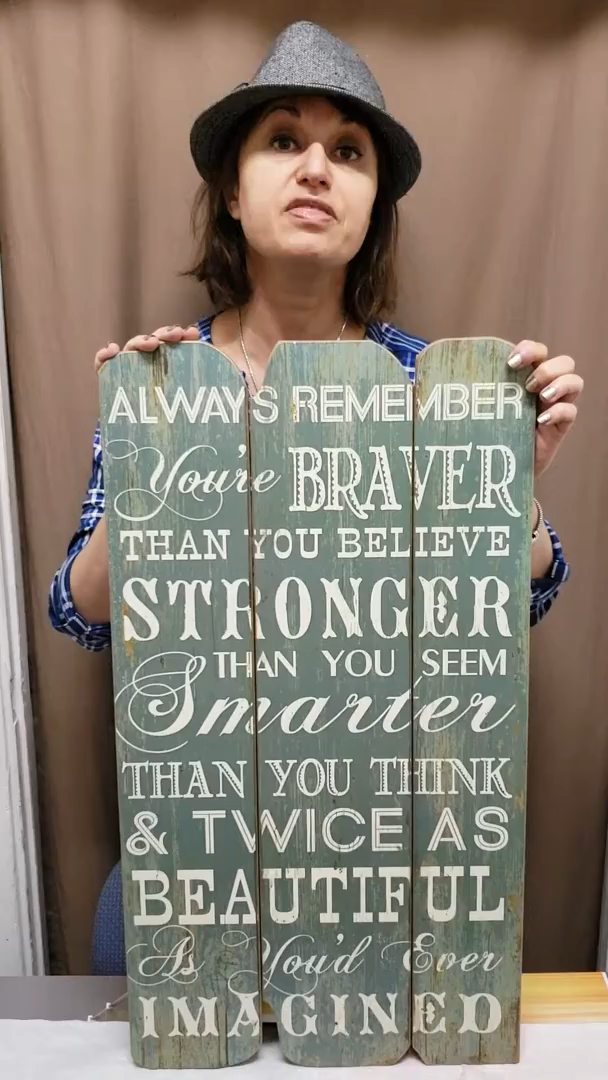 ALWAYS REMEMBER
You're BRAVER
THAN YOU BELIEVE
STRONGER
THAN YOU SEEM
Smarter
THAN YOU THINK
& TWICE AS
BEAUTIFUL
As You'd Ever
IMAGINED